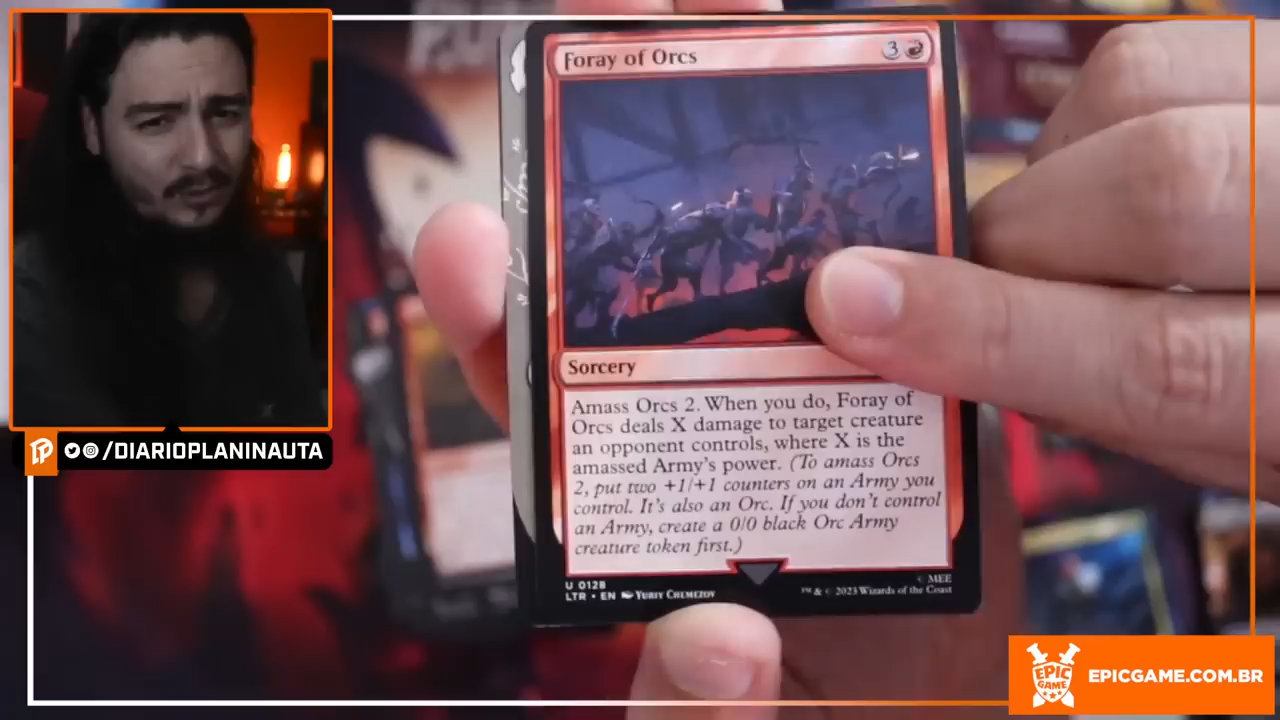 Foray of Orcs
3
Sorcery
Amass Orcs 2. When you do, Foray of
Orcs deals X damage to target creature
an opponent controls, where X is the
amassed Army's power. (To amass Orcs
2, put two +1/+1 counters on an Army you
control. It's also an Orc. If you don't control
an Army, create a 0/0 black Orc Army
creature token first.)
U 0128
LTR • EN YURIY CHEMEZOV
© MEE
™ & © 2023 Wizards of the Coast
/DIARIOPLANINAUTA
EPIC
GAME
EPICGAME.COM.BR